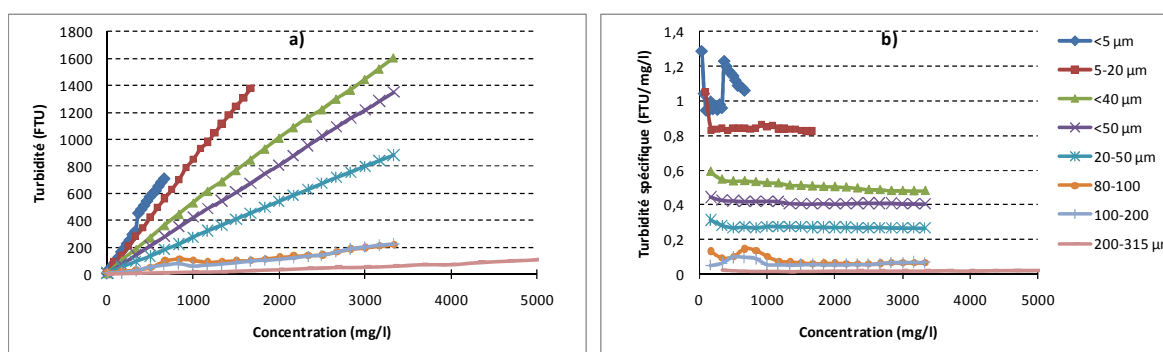 a)
Turbidité (FTU)
1800
1600
1400
1200
1000
800
600
400
200
0
0 1000 2000 3000 4000 5000
Concentration (mg/l)
b)
Turbidité spécifique (FTU/mg/l)
1,4
1,2
1
0,8
0,6
0,4
0,2
0
0 1000 2000 3000 4000 5000
Concentration (mg/l)
<5 µm
5-20 µm
<40 µm
<50 µm
20-50 µm
80-100
100-200
200-315 µ